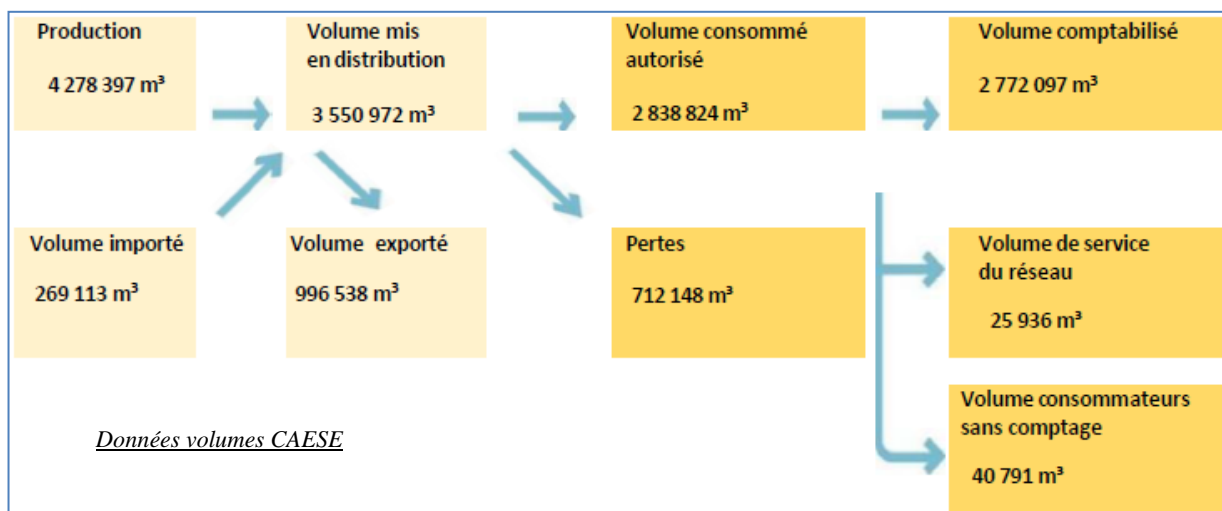 Production
4 278 397 m³
Volume mis
en distribution
3 550 972 m³
Volume consommé
autorisé
2 838 824 m³
Volume comptabilisé
2 772 097 m³
Volume importé
269 113 m³
Volume exporté
996 538 m³
Pertes
712 148 m³
Volume de service
du réseau
25 936 m³
Volume consommateurs
sans comptage
40 791 m³
Données volumes CAESE